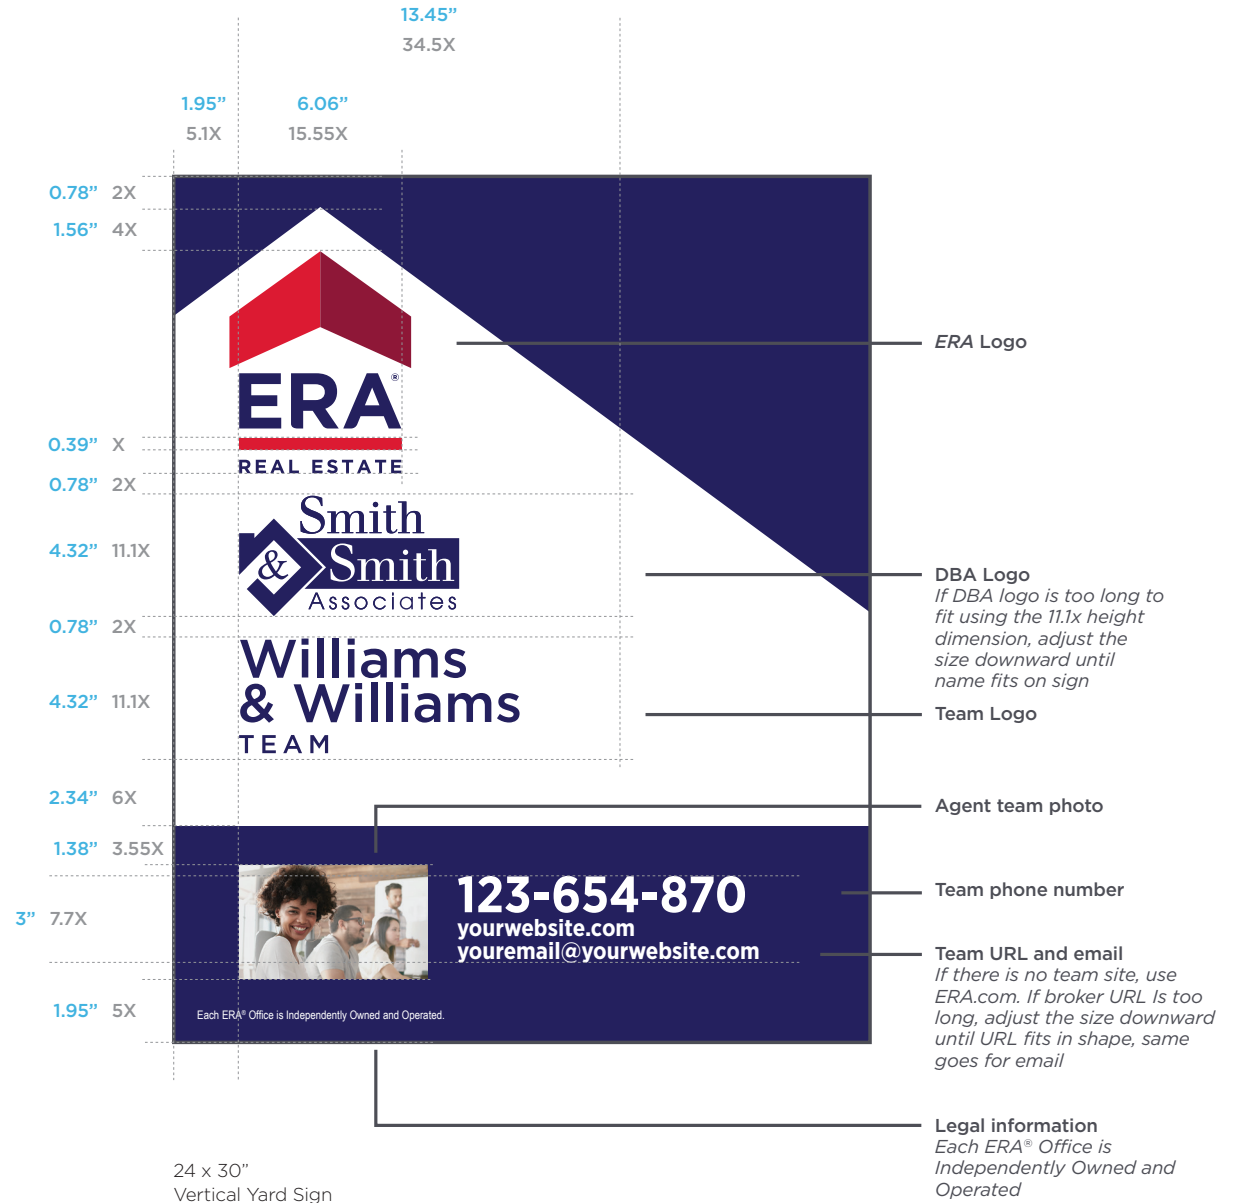 13.45”
34.5X
1.95” 6.06”
5.1X 15.55X
0.78” 2X
1.56” 4X
ERA®
REAL ESTATE
ERA Logo
0.39” X
0.78” 2X
4.32” 11.1X
Smith
& Smith
Associates
DBA Logo
If DBA logo is too long to
fit using the 11.1x height
dimension, adjust the
size downward until
name fits on sign
0.78” 2X
4.32” 11.1X
Williams
& Williams
TEAM
Team Logo
2.34” 6X
Agent team photo
1.38” 3.55X
3” 7.7X
123-654-870
yourwebsite.com
youremail@yourwebsite.com
Team phone number
Team URL and email
If there is no team site, use
ERA.com. If broker URL Is too
long, adjust the size downward
until URL fits in shape, same
goes for email
1.95” 5X
Each ERA® Office is Independently Owned and Operated.
Legal information
Each ERA® Office is
Independently Owned and
Operated
24 x 30”
Vertical Yard Sign